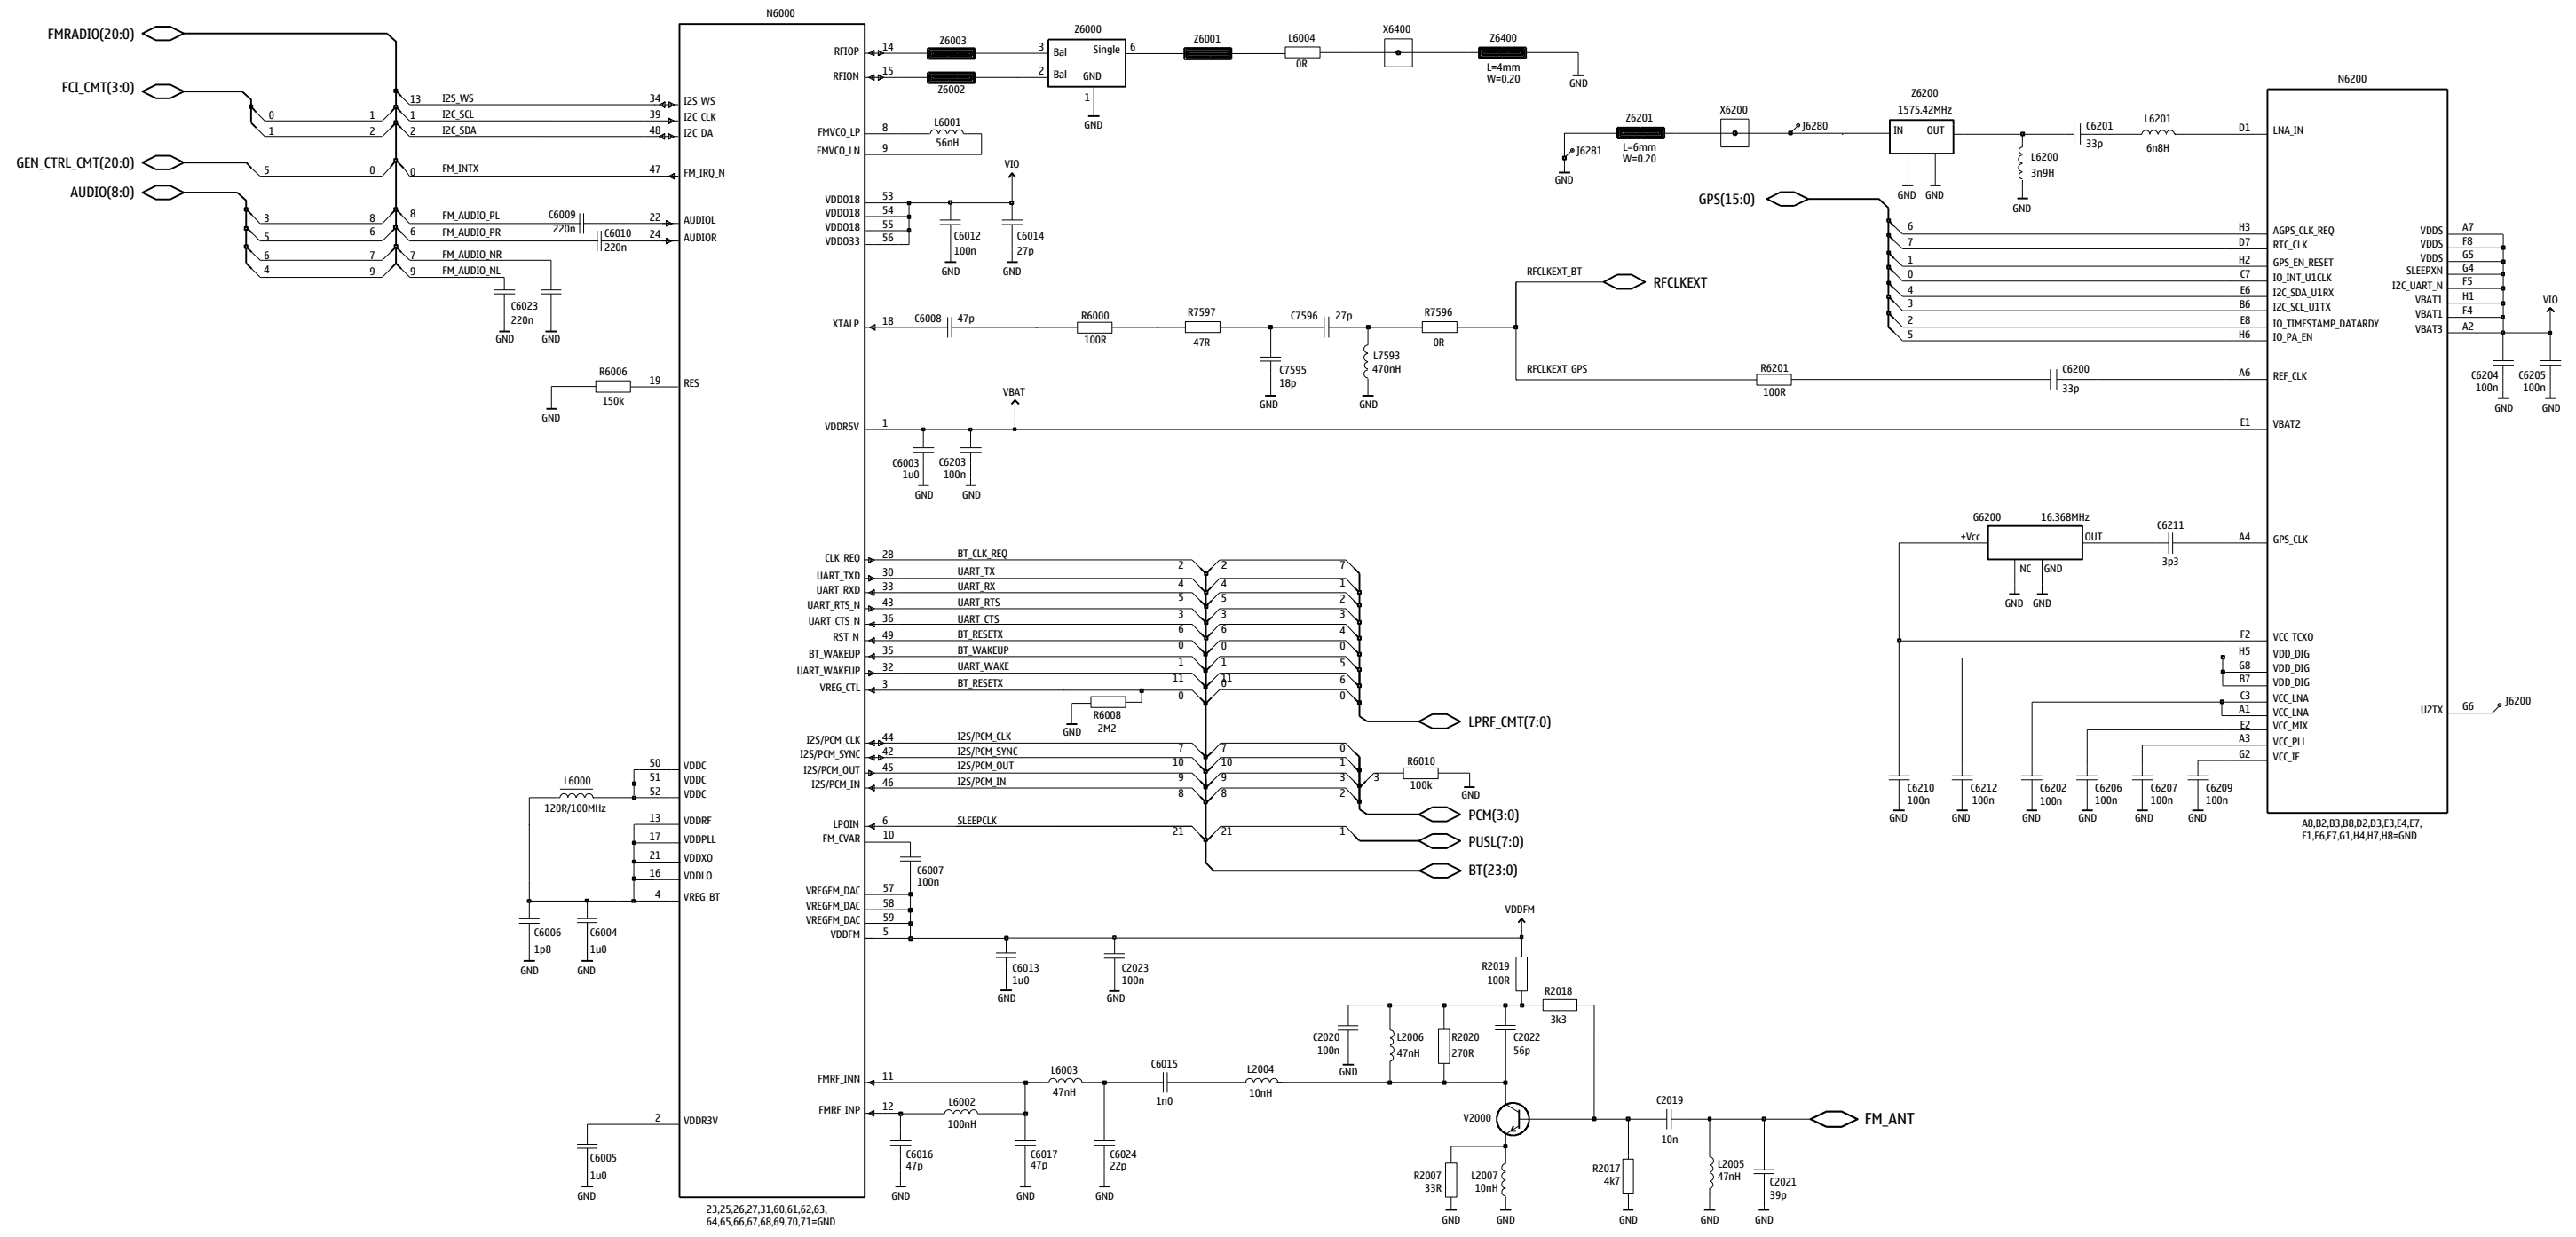 FMRADIO(20:0)
FCI_CMT(3:0)
GEN_CTRL_CMT(20:0)
AUDIO(8:0)
0 1
1 2
5 0
3 8
5 6
6 7
4 9
13 I2S_WS 34
1 I2C_SCL 39
2 I2C_SDA 48
0 FM_INTX 47
8 FM_AUDIO_PL C6009 220n 22
6 FM_AUDIO_PR C6010 220n 24
7 FM_AUDIO_NR
9 FM_AUDIO_NL
C6023
220n
GND GND
R6006
150k
19
GND
N6000
I2S_WS
I2C_CLK
I2C_DA
FM_IRQ_N
AUDIOL
AUDIOR
RES
L6000
120R/100MHz
50 VDDC
51 VDDC
52 VDDC
13 VDDRF
17 VDDPLL
21 VDDXO
16 VDDLO
4 VREG_BT
C6006
1p8
GND
C6004
1u0
GND
2 VDDR3V
C6005
1u0
GND
23,25,26,27,31,60,61,62,63,
64,65,66,67,68,69,70,71=GND
RFIOP 14
RFION 15
Z6003
Z6002
Z6000
3 Bal Single 6
2 Bal GND
1
GND
Z6001
L6004
0R
X6400
Z6400
L=4mm
W=0.20
GND
FMVCO_LP 8
FMVCO_LN 9
L6001
56nH
VIO
VDDO18 53
VDDO18 54
VDDO18 55
VDDO33 56
C6012
100n
GND
C6014
27p
GND
XTALP 18
C6008 47p
R6000
100R
R7597
47R
C7596 27p
R7596
0R
C7595
18p
GND
L7593
470nH
GND
RFCLKEXT_BT
RFCLKEXT
RFCLKEXT_GPS
R6201
100R
C6200
33p
VBAT
VDDR5V 1
C6003
1u0
GND
C6203
100n
GND
CLK_REQ 28 BT_CLK_REQ 2 2 7
UART_TXD 30 UART_TX 4 4 1
UART_RXD 33 UART_RX 5 5 2
UART_RTS_N 43 UART_RTS 3 3 3
UART_CTS_N 36 UART_CTS 6 6 4
RST_N 49 BT_RESETX 0 0 0
BT_WAKEUP 35 BT_WAKEUP 1 1 5
UART_WAKEUP 32 UART_WAKE 11 11 6
VREG_CTL 3 BT_RESETX 0 0 0
R6008
2M2
GND
LPRF_CMT(7:0)
I2S/PCM_CLK 44 I2S/PCM_CLK 7 7 0
I2S/PCM_SYNC 42 I2S/PCM_SYNC 10 10 1
I2S/PCM_OUT 45 I2S/PCM_OUT 9 9 3 3
I2S/PCM_IN 46 I2S/PCM_IN 8 8 2
R6010
100k
GND
PCM(3:0)
LPOIN 6 SLEEPCLK 21 21 1
PUSL(7:0)
BT(23:0)
FM_CVAR 10
C6007
100n
VREGFM_DAC 57
VREGFM_DAC 58
VREGFM_DAC 59
VDDFM 5
C6013
1u0
GND
C2023
100n
GND
VDDFM
R2019
100R
R2018
3k3
C2020
100n
GND
L2006
47nH
R2020
270R
C2022
56p
FMRF_INN 11
FMRF_INP 12
L6003
47nH
C6015
1n0
L2004
10nH
L6002
100nH
C6016
47p
GND
C6017
47p
GND
C6024
22p
GND
V2000
R2007
33R
GND
L2007
10nH
GND
R2017
4k7
GND
C2019
10n
L2005
47nH
GND
C2021
39p
GND
FM_ANT
J6281
GND
Z6201
L=6mm
W=0.20
X6200
J6280
Z6200
1575.42MHz
IN OUT
GND GND
L6200
3n9H
GND
C6201
33p
L6201
6n8H
GPS(15:0)
N6200
D1 LNA_IN
6 H3 AGPS_CLK_REQ
7 D7 RTC_CLK
1 H2 GPS_EN_RESET
0 C7 IO_INT_U1CLK
4 E6 I2C_SDA_U1RX
3 B6 I2C_SCL_U1TX
2 E8 IO_TIMESTAMP_DATARDY
5 H6 IO_PA_EN
A6 REF_CLK
E1 VBAT2
VDDS A7
VDDS F8
VDDS G5
SLEEPXN G4
I2C_UART_N F5
VBAT1 H1
VBAT1 F4
VBAT3 A2
VIO
C6204
100n
GND
C6205
100n
GND
G6200 16.368MHz
+Vcc OUT
NC GND
GND GND
C6211
3p3
A4 GPS_CLK
F2 VCC_TCXO
H5 VDD_DIG
G8 VDD_DIG
B7 VDD_DIG
C3 VCC_LNA
A1 VCC_LNA
E2 VCC_MIX
A3 VCC_PLL
G2 VCC_IF
U2TX G6 J6200
C6210
100n
GND
C6212
100n
GND
C6202
100n
GND
C6206
100n
GND
C6207
100n
GND
C6209
100n
GND
A8,B2,B3,B8,D2,D3,E3,E4,E7,
F1,F6,F7,G1,H4,H7,H8=GND